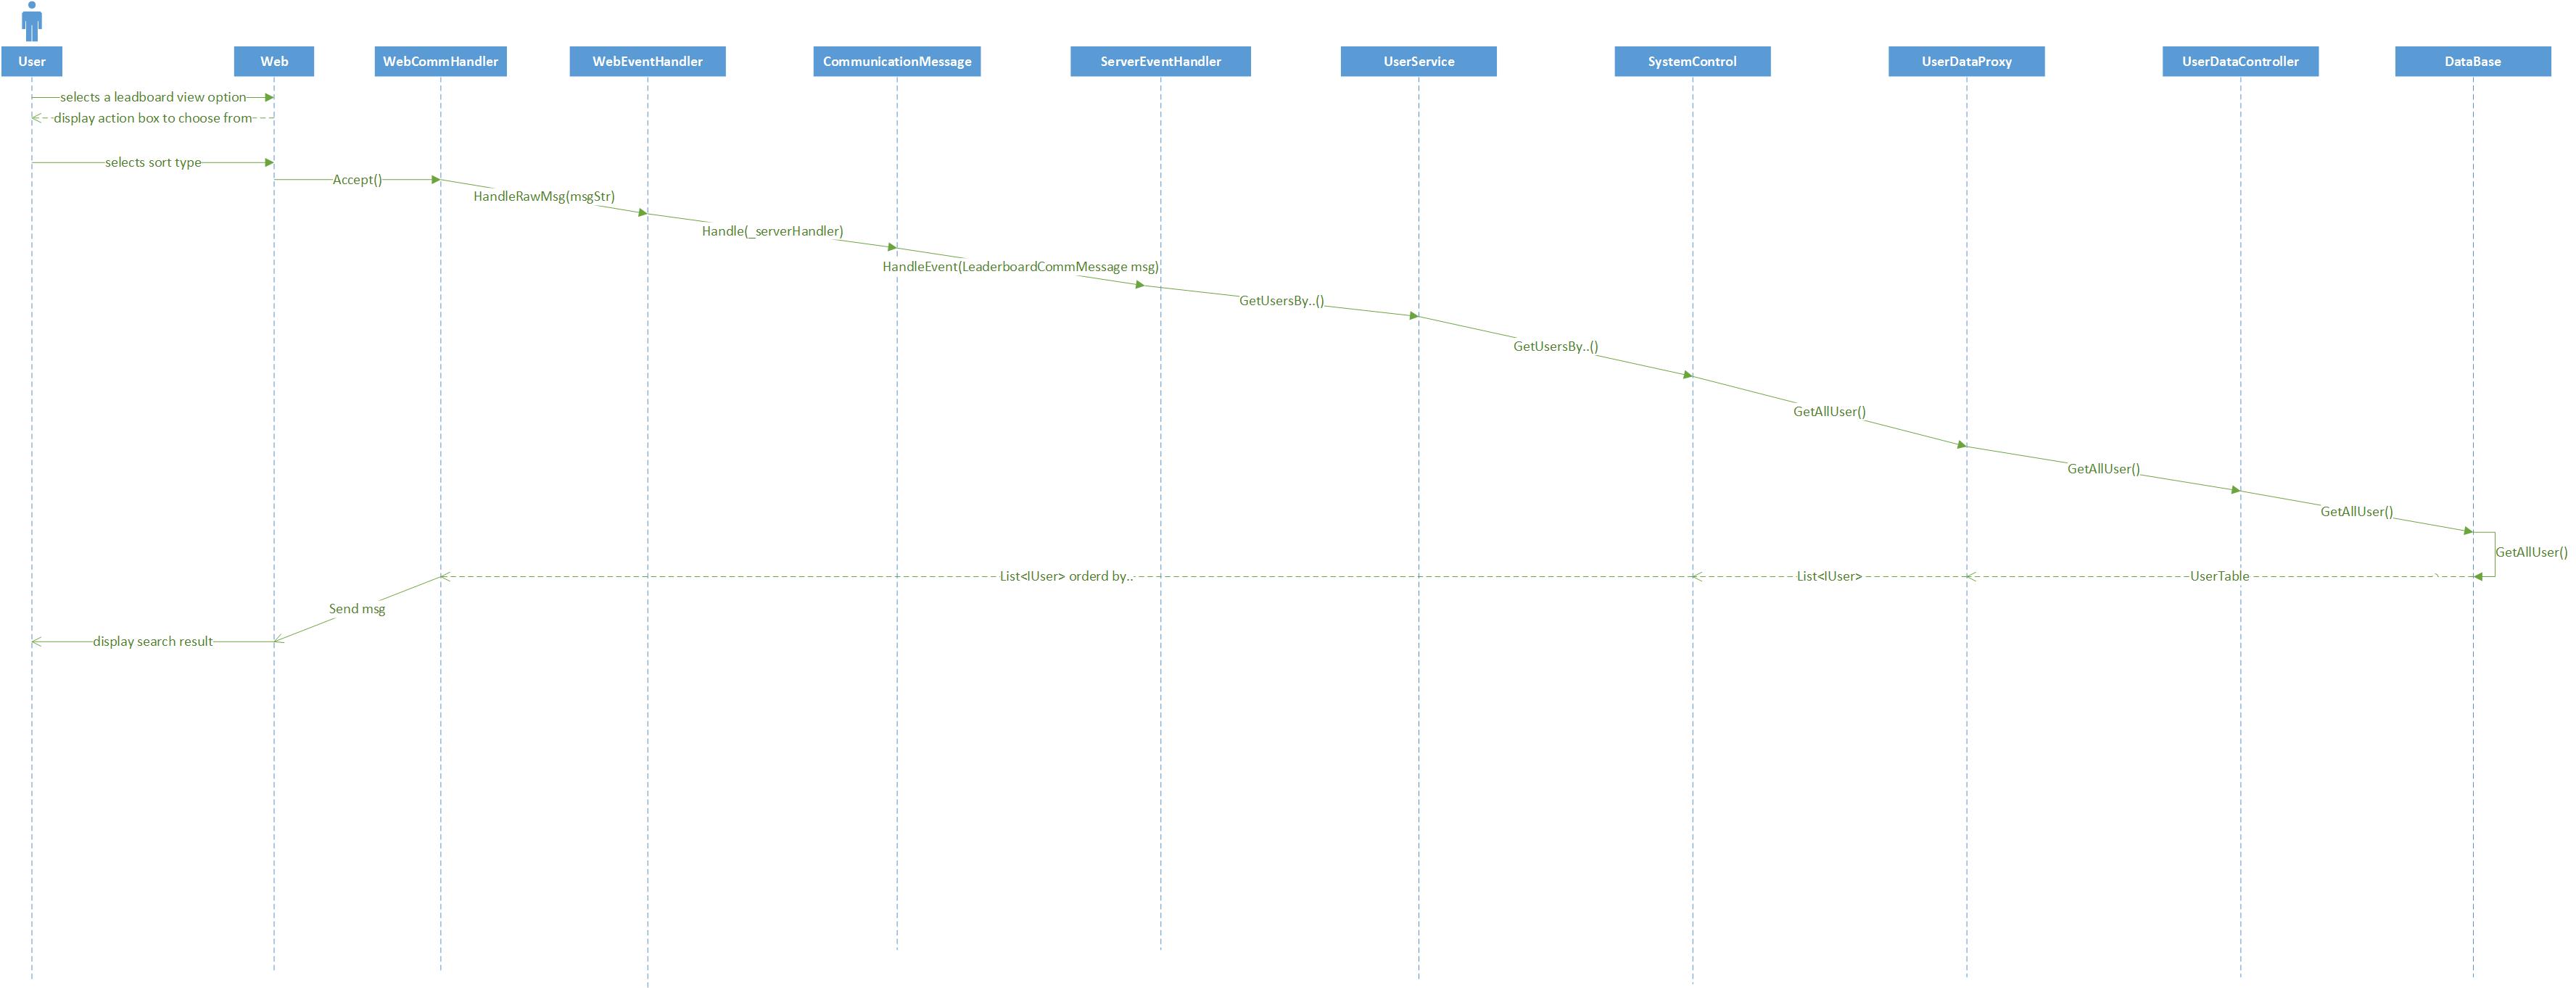 User
Web
WebCommHandler
WebEventHandler
CommunicationMessage
ServerEventHandler
UserService
SystemControl
UserDataProxy
UserDataController
DataBase
selects a leadboard view option
display action box to choose from
selects sort type
Accept()
HandleRawMsg(msgStr)
Handle(_serverHandler)
HandleEvent(LeaderboardCommMessage msg)
GetUsersBy..()
GetUsersBy..()
GetAllUser()
GetAllUser()
GetAllUser()
GetAllUser()
List<IUser> orderd by..
List<IUser>
UserTable
Send msg
display search result